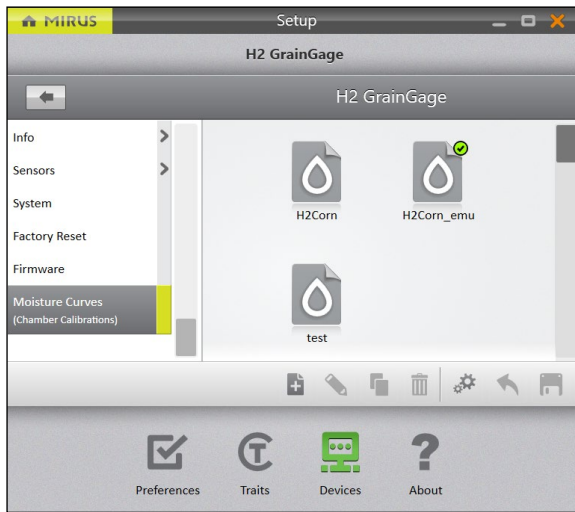 MIRUS
Setup
H2 GrainGage
H2 GrainGage
Info
Sensors
System
Factory Reset
Firmware
Moisture Curves
(Chamber Calibrations)
H2Corn
H2Corn_emu
test
Preferences
Traits
Devices
About